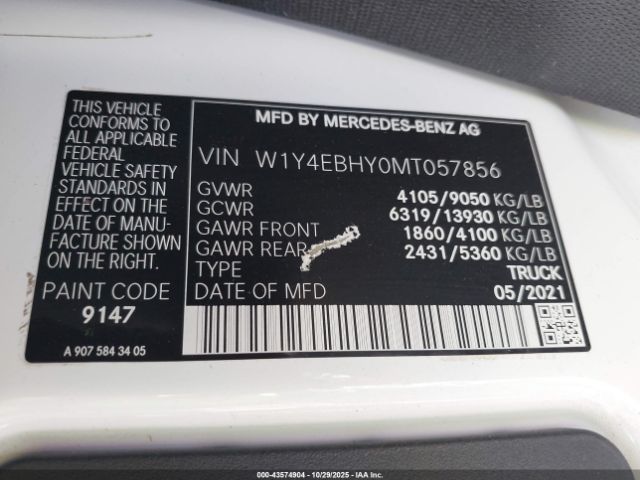 THIS VEHICLE
CONFORMS TO
ALL APPLICABLE
FEDERAL MOTOR
VEHICLE SAFETY
STANDARDS IN
EFFECT ON THE
DATE OF MANU-
FACTURE SHOWN
ON THE RIGHT.
PAINT CODE
9147
A 907 584 34 05
MFD BY MERCEDES-BENZ AG
VIN W1Y4EBHY0MT057856
GVWR 4105/9050 KG/LB
GCWR 6319/13930 KG/LB
GAWR FRONT 1860/4100 KG/LB
GAWR REAR 2431/5360 KG/LB
TYPE TRUCK
DATE OF MFD 05/2021
000-43574904 - 10/29/2025 - IAA, Inc.